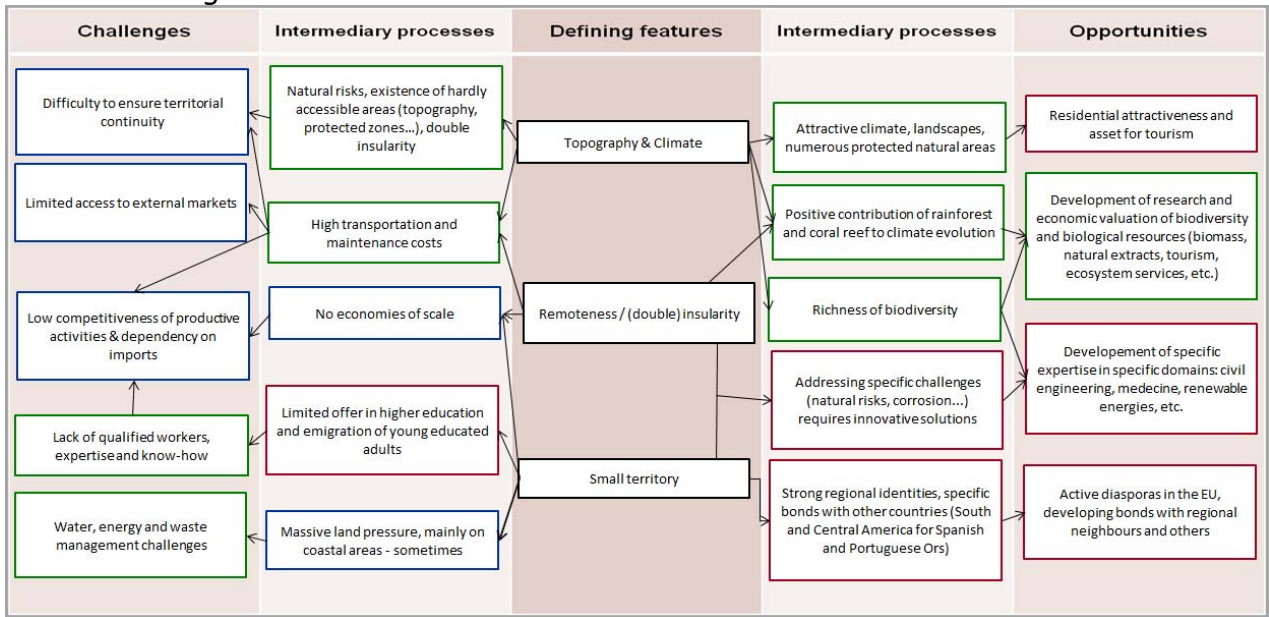 Challenges
Intermediary processes
Defining features
Intermediary processes
Opportunities
Difficulty to ensure territorial
continuity
Limited access to external markets
Low competitiveness of productive
activities & dependency on
imports
Lack of qualified workers,
expertise and know-how
Water, energy and waste
management challenges
Natural risks, existence of hardly
accessible areas (topography,
protected zones...), double
insularity
High transportation and
maintenance costs
No economies of scale
Limited offer in higher education
and emigration of young educated
adults
Massive land pressure, mainly on
coastal areas - sometimes
Topography & Climate
Remoteness / (double) insularity
Small territory
Attractive climate, landscapes,
numerous protected natural areas
Positive contribution of rainforest
and coral reef to climate evolution
Richness of biodiversity
Addressing specific challenges
(natural risks, corrosion...)
requires innovative solutions
Strong regional identities, specific
bonds with other countries (South
and Central America for Spanish
and Portuguese Ors)
Residential attractiveness and
asset for tourism
Development of research and
economic valuation of biodiversity
and biological resources (biomass,
natural extracts, tourism,
ecosystem services, etc.)
Developement of specific
expertise in specific domains: civil
engineering, medecine, renewable
energies, etc.
Active diasporas in the EU,
developing bonds with regional
neighbours and others